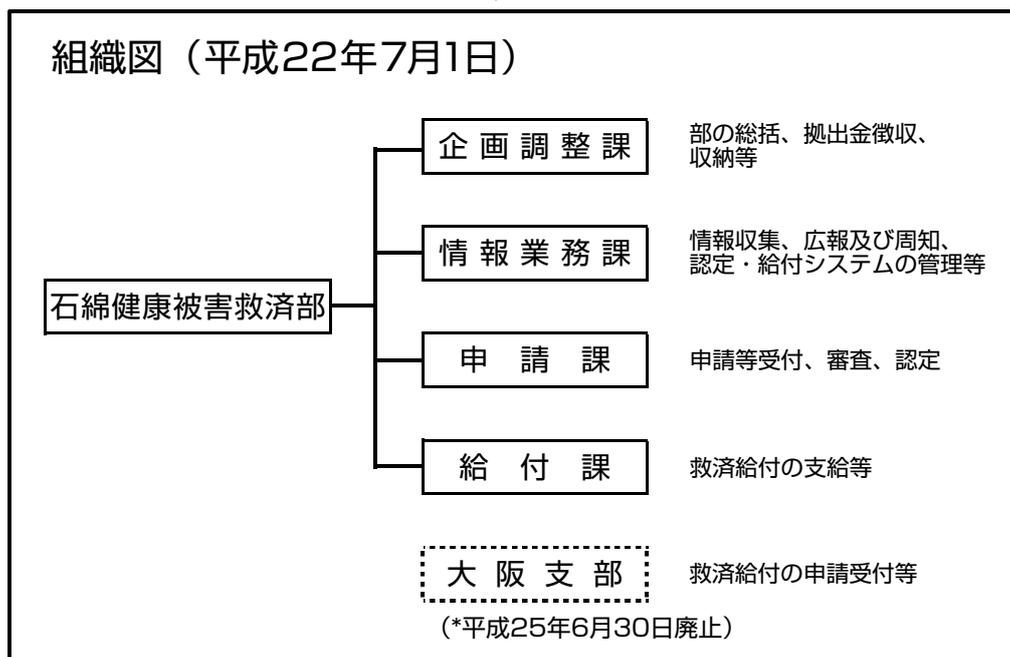 組織図（平成22年7月1日）
企画調整課
部の総括、拠出金徴収、
収納等
情報業務課
情報収集、広報及び周知、
認定・給付システムの管理等
石綿健康被害救済部
申請課
申請等受付、審査、認定
給付課
救済給付の支給等
大阪支部
救済給付の申請受付等
（*平成25年6月30日廃止）